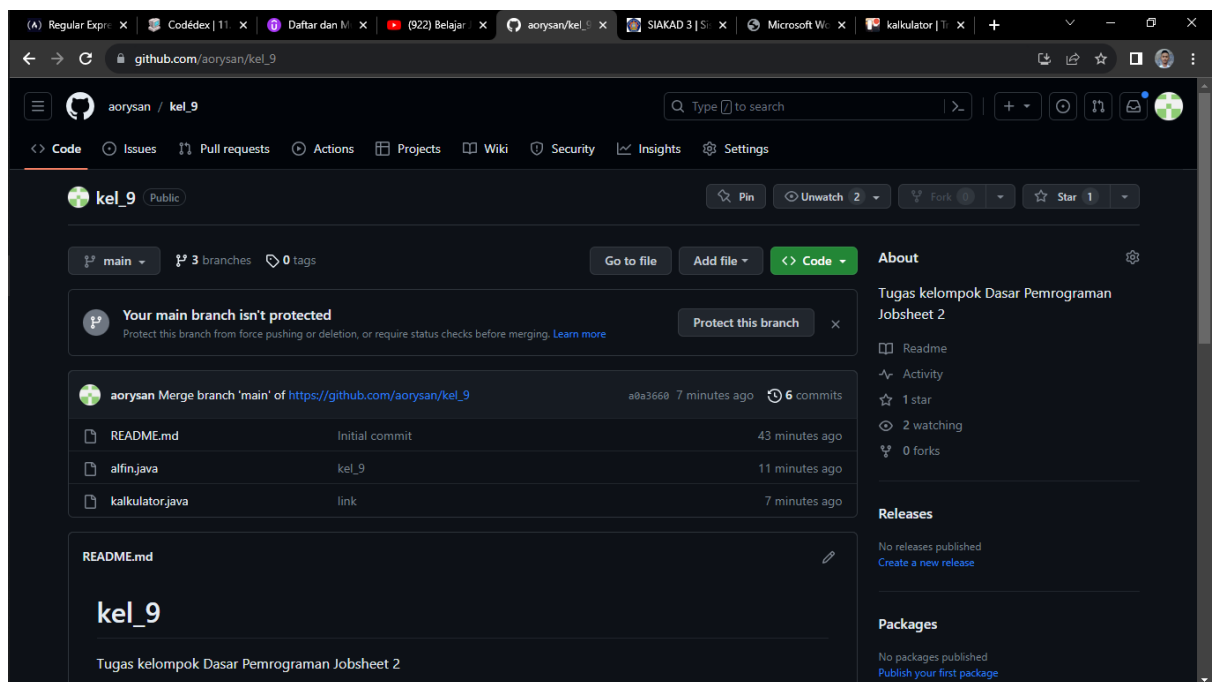 Regular Expre
Codédex | 11.
Daftar dan M
(922) Belajar J
aorysan/kel_9
SIAKAD 3 | Sis
Microsoft Wo
kalkulator | Tr
github.com/aorysan/kel_9
aorysan / kel_9
Type / to search
<> Code Issues Pull requests Actions Projects Wiki Security Insights Settings
kel_9 Public
Pin Unwatch 2 Fork 0 Star 1
main 3 branches 0 tags
Go to file Add file <> Code
Your main branch isn't protected
Protect this branch from force pushing or deletion, or require status checks before merging. Learn more
Protect this branch
aorysan Merge branch 'main' of https://github.com/aorysan/kel_9 a0a3660 7 minutes ago 6 commits
README.md Initial commit 43 minutes ago
alfin.java kel_9 11 minutes ago
kalkulator.java link 7 minutes ago
README.md
kel_9
Tugas kelompok Dasar Pemrograman Jobsheet 2
About
Tugas kelompok Dasar Pemrograman
Jobsheet 2
Readme
Activity
1 star
2 watching
0 forks
Releases
No releases published
Create a new release
Packages
No packages published
Publish your first package